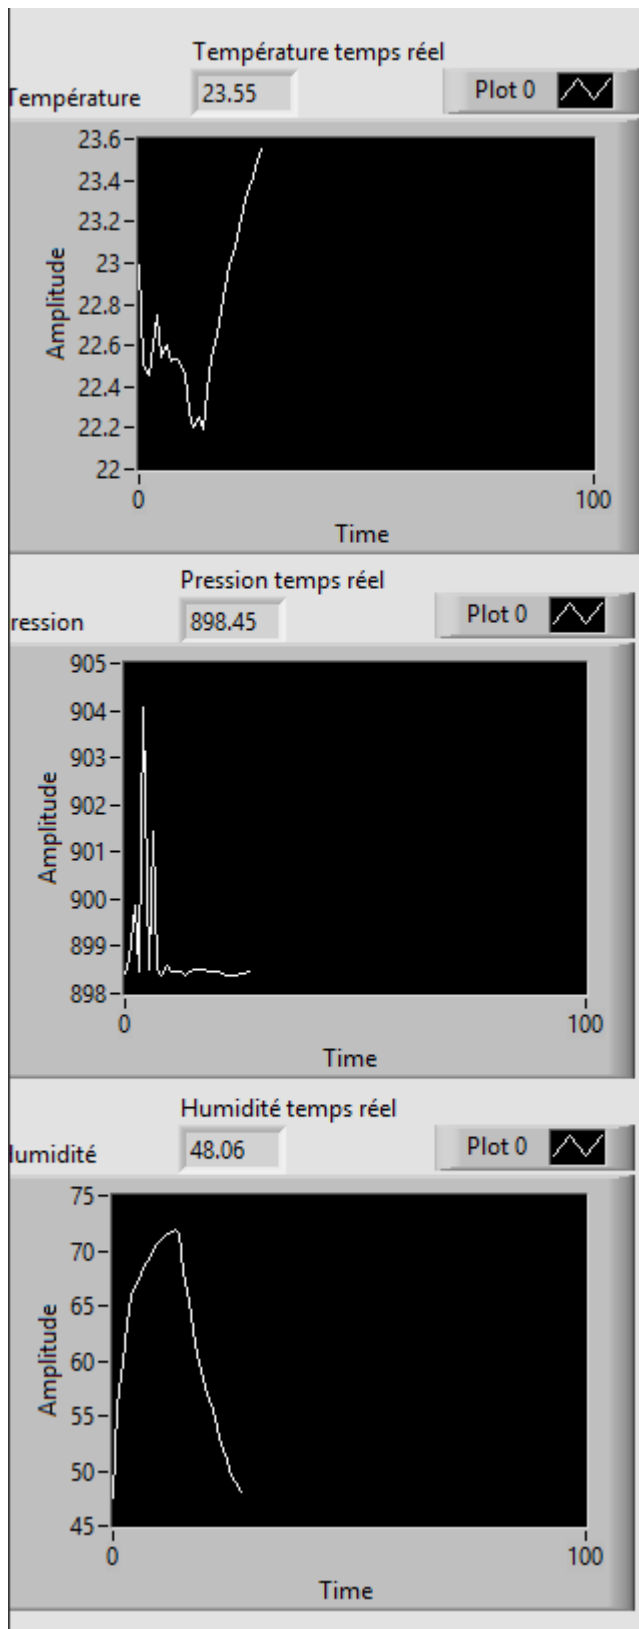 Température temps réel
Température 23.55 Plot 0
23.6
23.4
23.2
23
22.8
22.6
22.4
22.2
22
Amplitude
0 100
Time
Pression temps réel
ression 898.45 Plot 0
905
904
903
902
901
900
899
898
Amplitude
0 100
Time
Humidité temps réel
lumidité 48.06 Plot 0
75
70
65
60
55
50
45
Amplitude
0 100
Time